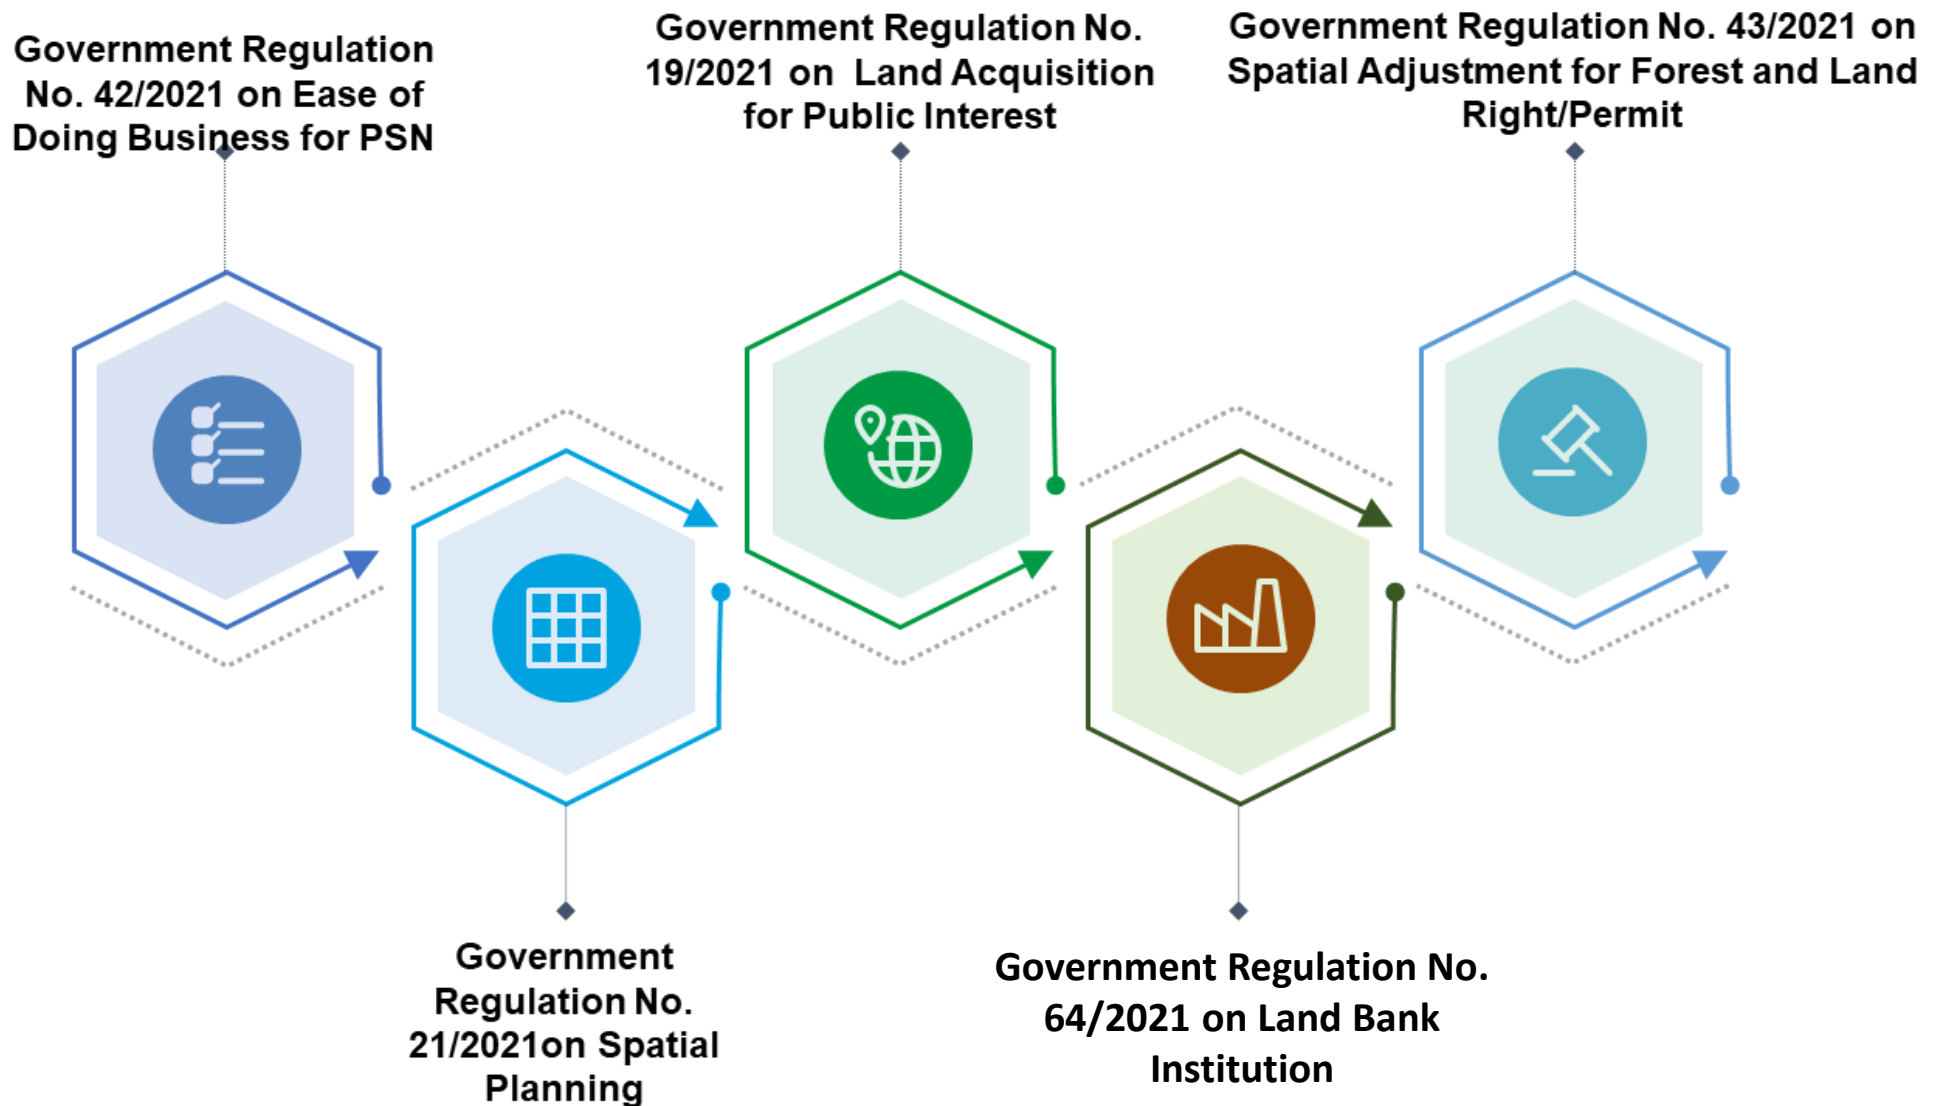 Government Regulation
No. 42/2021 on Ease of
Doing Business for PSN
Government Regulation No.
19/2021 on Land Acquisition
for Public Interest
Government Regulation No. 43/2021 on
Spatial Adjustment for Forest and Land
Right/Permit
Government
Regulation No.
21/2021on Spatial
Planning
Government Regulation No.
64/2021 on Land Bank
Institution